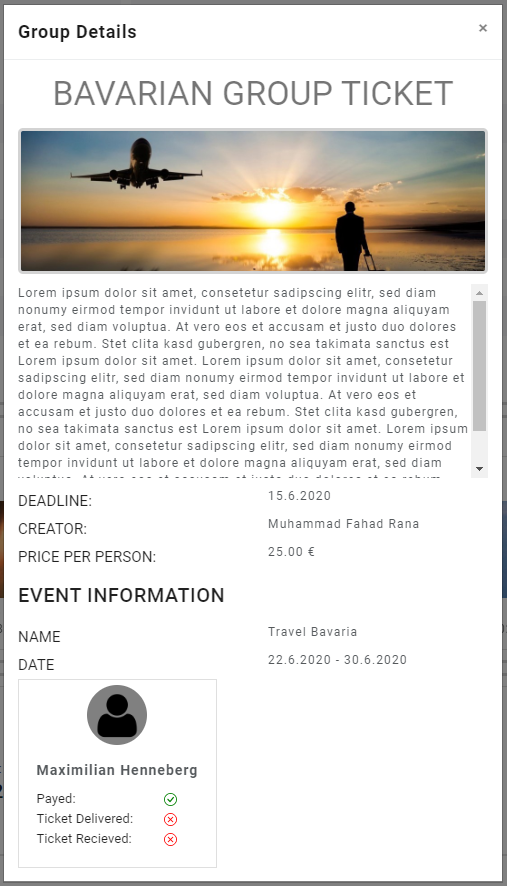 Group Details ×
BAVARIAN GROUP TICKET
Lorem ipsum dolor sit amet, consetetur sadipscing elitr, sed diam
nonumy eirmod tempor invidunt ut labore et dolore magna aliquyam
erat, sed diam voluptua. At vero eos et accusam et justo duo dolores
et ea rebum. Stet clita kasd gubergren, no sea takimata sanctus est
Lorem ipsum dolor sit amet. Lorem ipsum dolor sit amet, consetetur
sadipscing elitr, sed diam nonumy eirmod tempor invidunt ut labore et
dolore magna aliquyam erat, sed diam voluptua. At vero eos et
accusam et justo duo dolores et ea rebum. Stet clita kasd gubergren,
no sea takimata sanctus est Lorem ipsum dolor sit amet. Lorem ipsum
dolor sit amet, consetetur sadipscing elitr, sed diam nonumy eirmod
tempor invidunt ut labore et dolore magna aliquyam erat, sed diam
DEADLINE: 15.6.2020
CREATOR: Muhammad Fahad Rana
PRICE PER PERSON: 25.00 €
EVENT INFORMATION
NAME Travel Bavaria
DATE 22.6.2020 - 30.6.2020
Maximilian Henneberg
Payed:
Ticket Delivered:
Ticket Recieved: